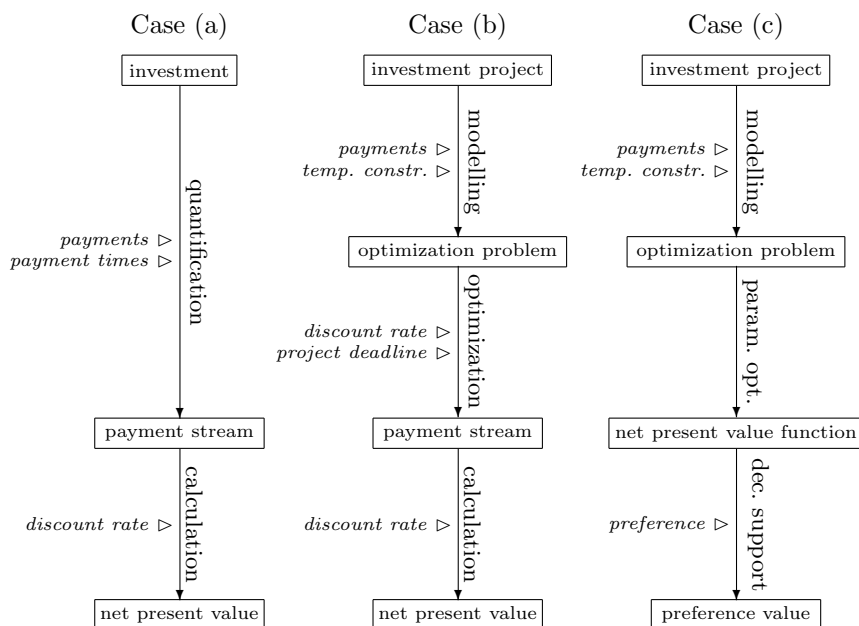 Case (a)
investment
payments
payment times
quantification
payment stream
discount rate
calculation
net present value
Case (b)
investment project
payments
temp. constr.
modelling
optimization problem
discount rate
project deadline
optimization
payment stream
discount rate
calculation
net present value
Case (c)
investment project
payments
temp. constr.
modelling
optimization problem
param. opt.
net present value function
preference
dec. support
preference value